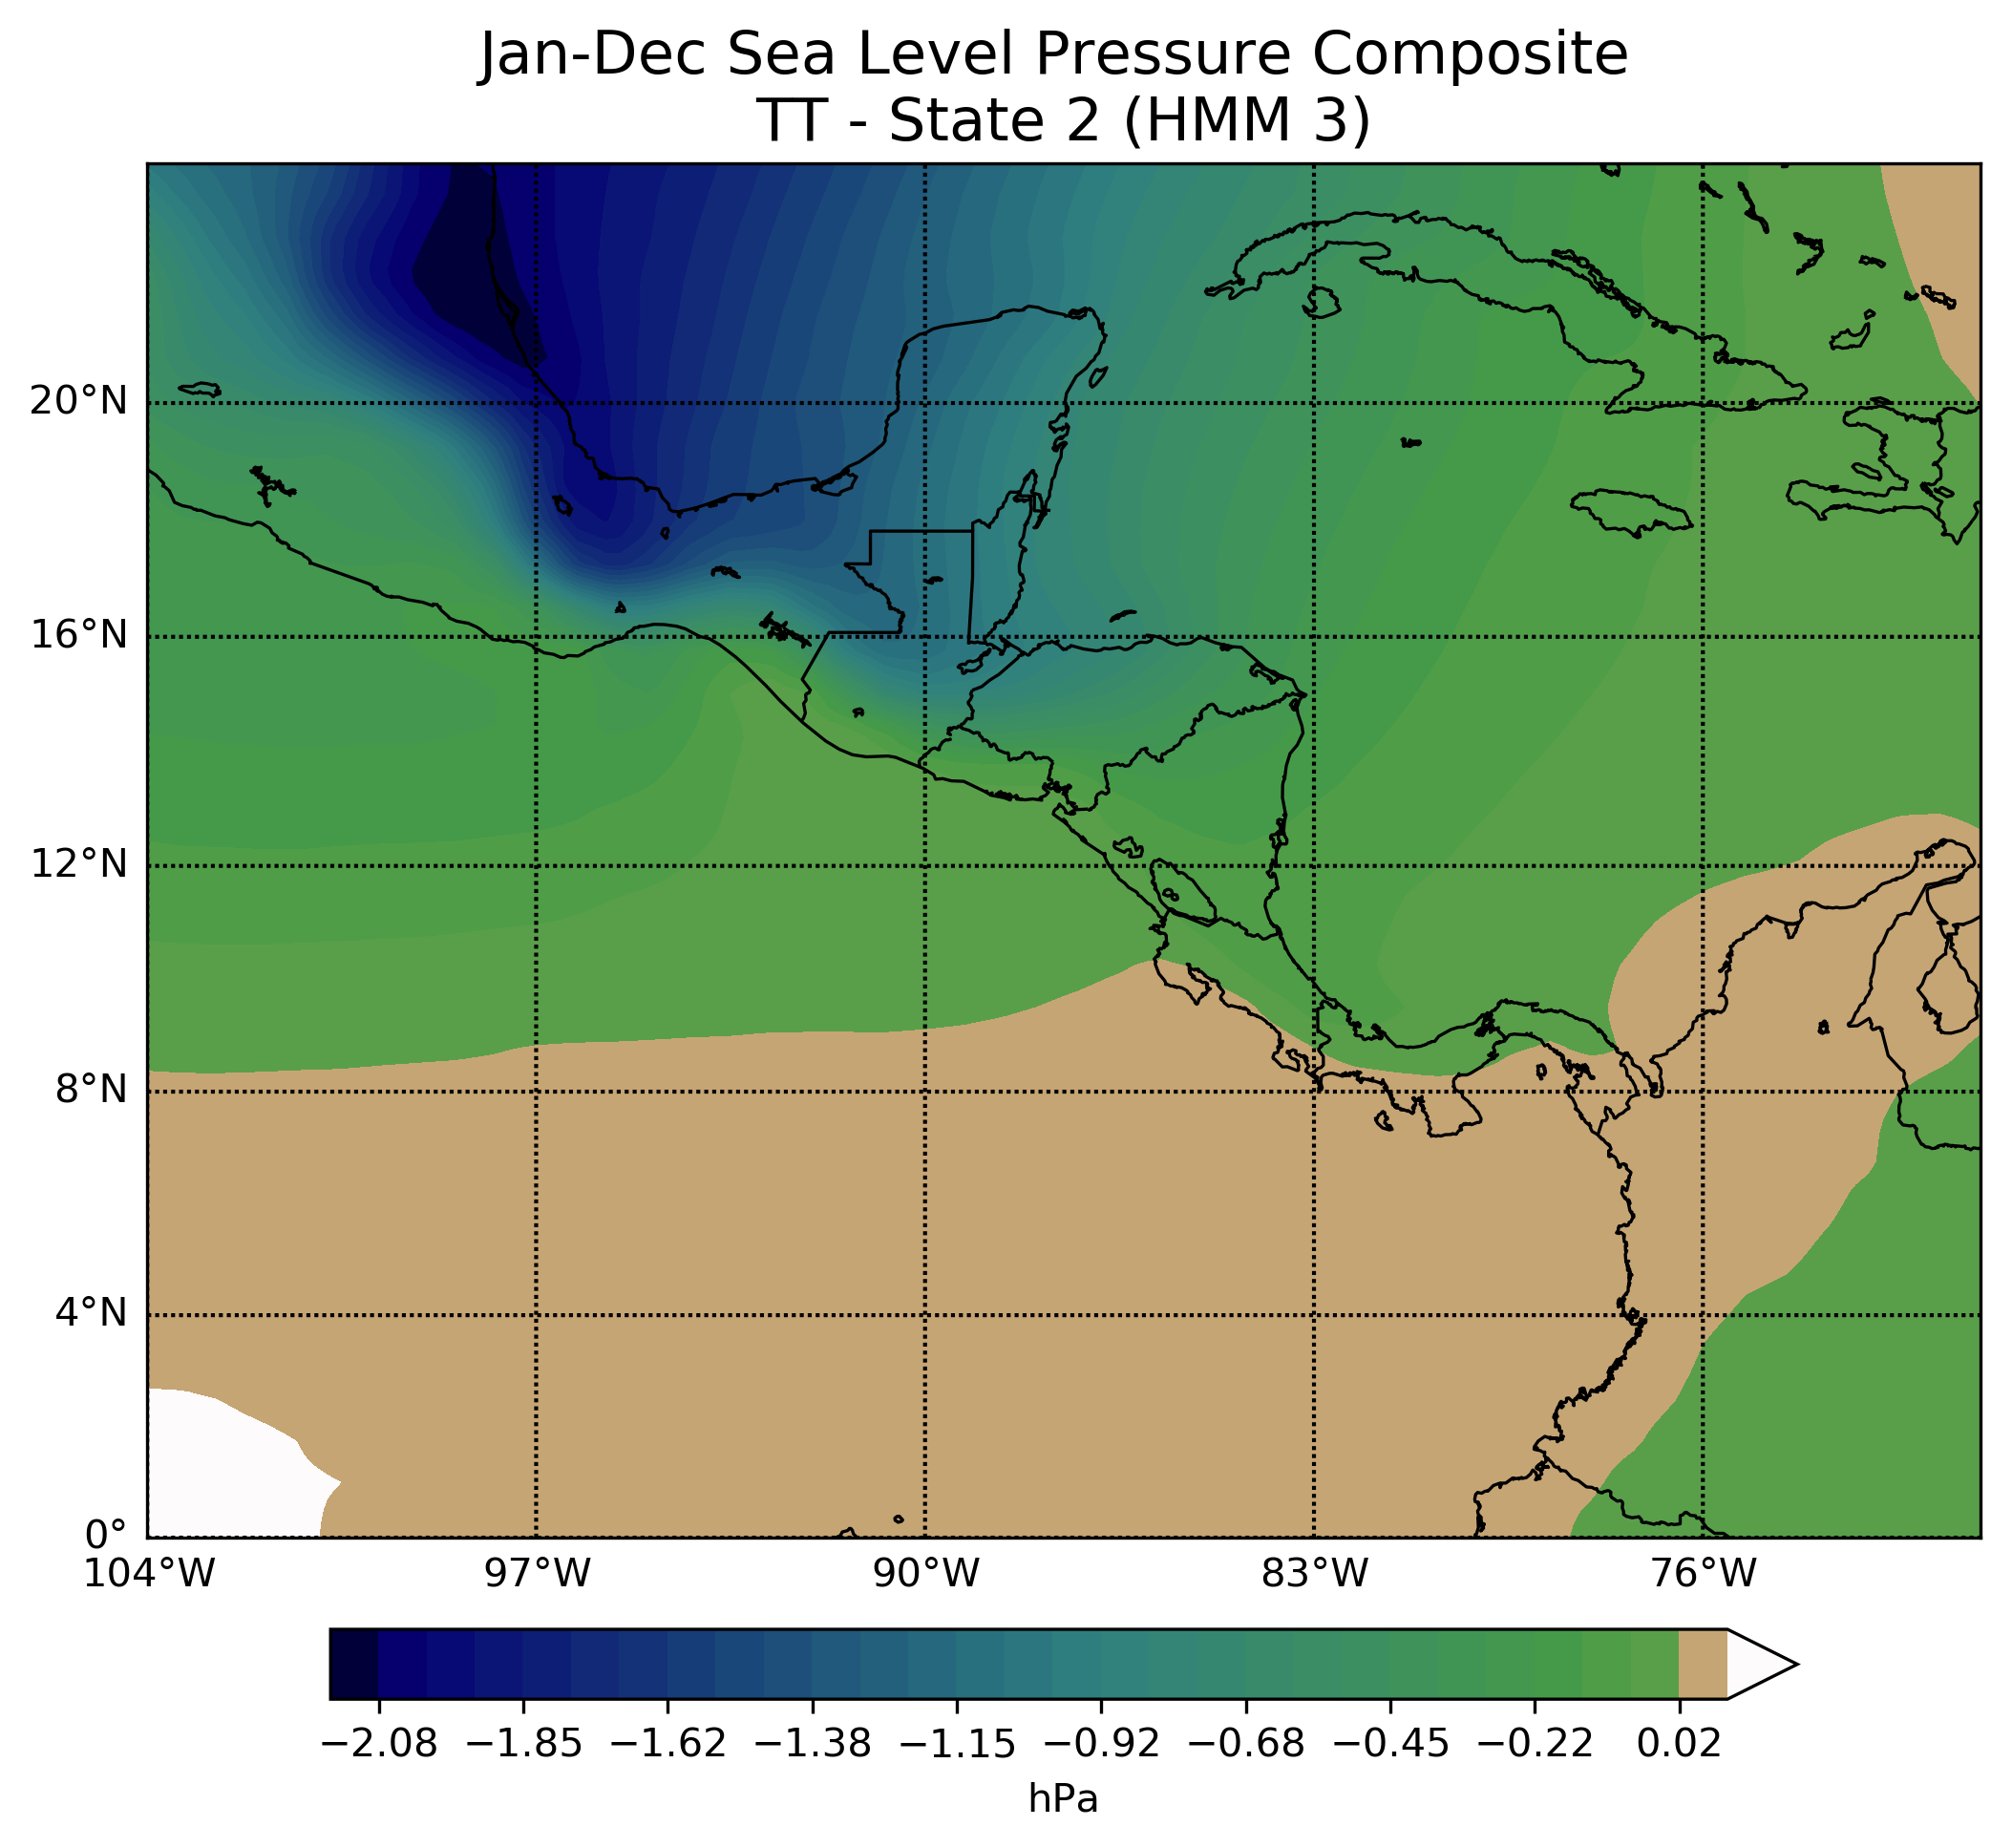 Jan-Dec Sea Level Pressure Composite
TT - State 2 (HMM 3)
20°N
16°N
12°N
8°N
4°N
0°
104°W 97°W 90°W 83°W 76°W
−2.08 −1.85 −1.62 −1.38 −1.15 −0.92 −0.68 −0.45 −0.22 0.02
hPa